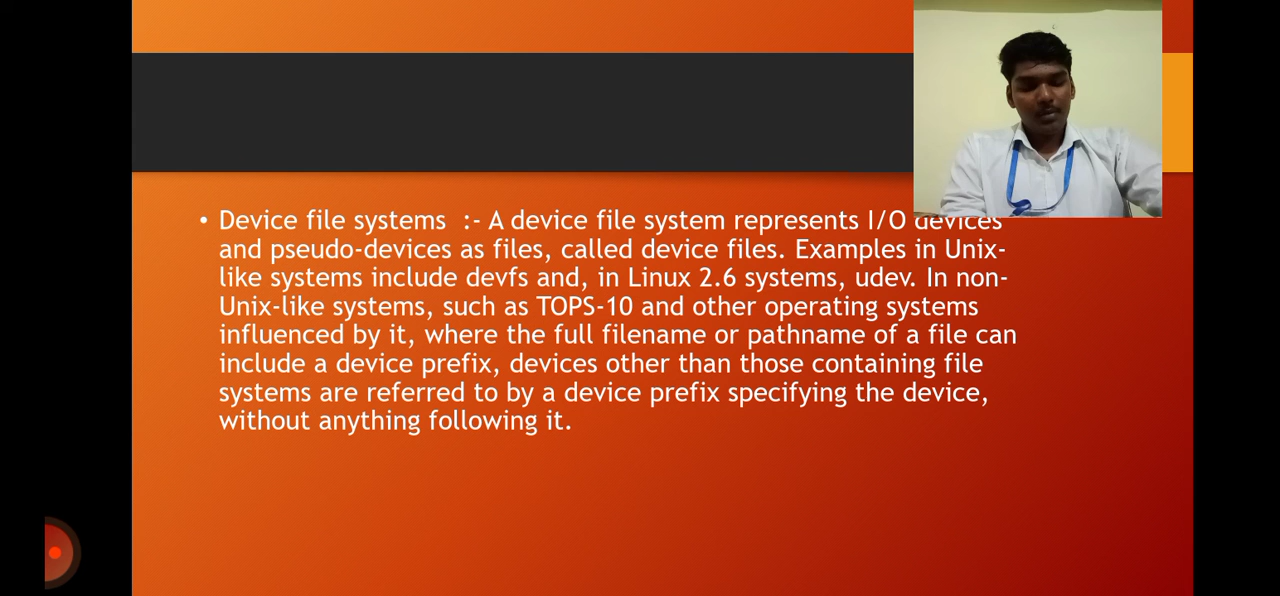 • Device file systems :- A device file system represents I/O devices
and pseudo-devices as files, called device files. Examples in Unix-
like systems include devfs and, in Linux 2.6 systems, udev. In non-
Unix-like systems, such as TOPS-10 and other operating systems
influenced by it, where the full filename or pathname of a file can
include a device prefix, devices other than those containing file
systems are referred to by a device prefix specifying the device,
without anything following it.